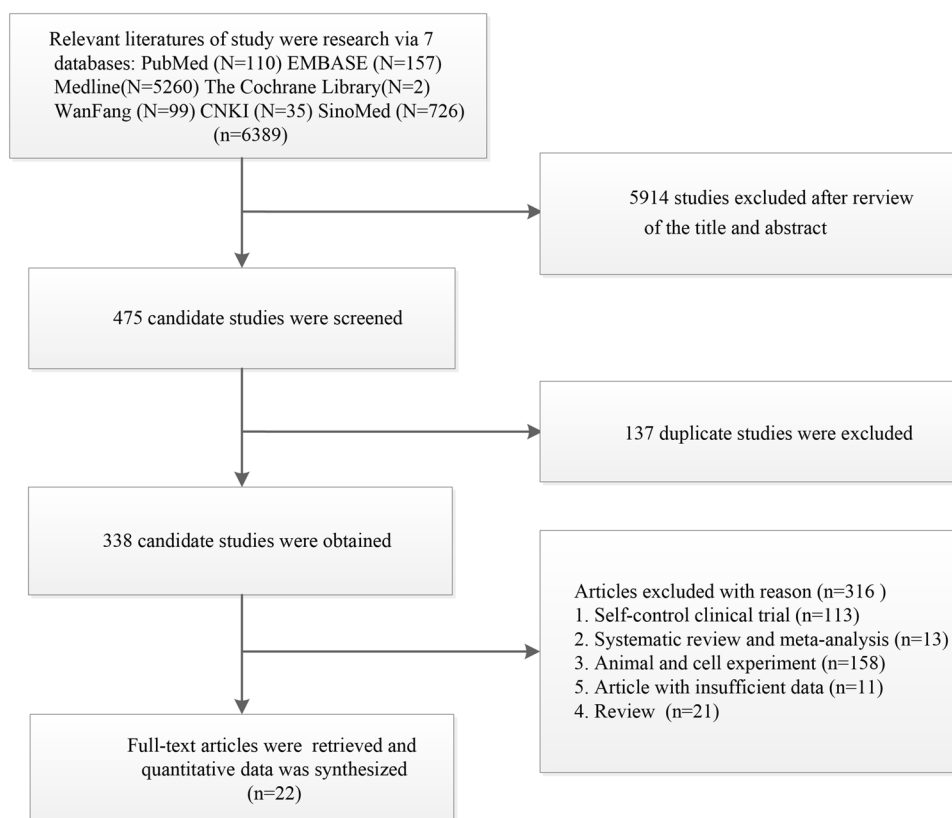 Relevant literatures of study were research via 7
databases: PubMed (N=110) EMBASE (N=157)
Medline(N=5260) The Cochrane Library(N=2)
WanFang (N=99) CNKI (N=35) SinoMed (N=726)
(n=6389)
5914 studies excluded after rerview
of the title and abstract
475 candidate studies were screened
137 duplicate studies were excluded
338 candidate studies were obtained
Articles excluded with reason (n=316 )
1. Self-control clinical trial (n=113)
2. Systematic review and meta-analysis (n=13)
3. Animal and cell experiment (n=158)
5. Article with insufficient data (n=11)
4. Review (n=21)
Full-text articles were retrieved and
quantitative data was synthesized
(n=22)